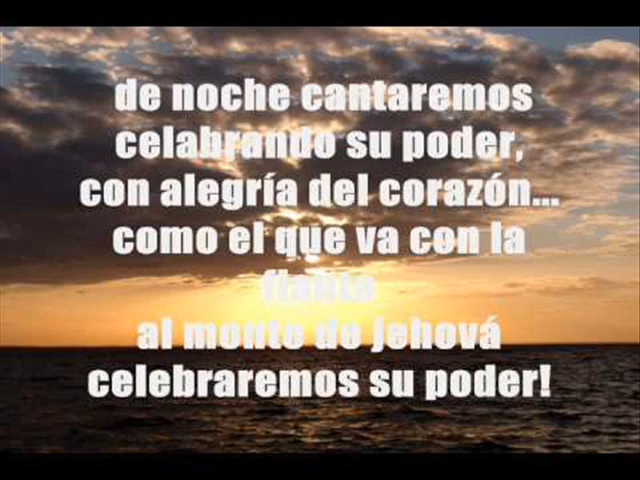 de noche cantaremos
celabrando su poder,
con alegría del corazón...
como el que va con la
flauta
al monte de jehová
celebraremos su poder!